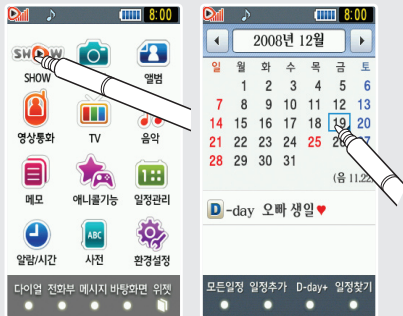 8:00
SHOW
SHOW 앨범
영상통화 TV 음악
1:::
메모 애니콜기능 일정관리
ABC
알람/시간 사전 환경설정
다이얼 전화부 메시지 바탕화면 위젯
8:00
2008년 12월
일 월 화 수 목 금 토
1 2 3 4 5 6
7 8 9 10 11 12 13
14 15 16 17 18 19 20
21 22 23 24 25
28 29 30 31
(음 11.22)
D-day 오빠 생일♥
모든일정 일정추가 D-day+ 일정찾기